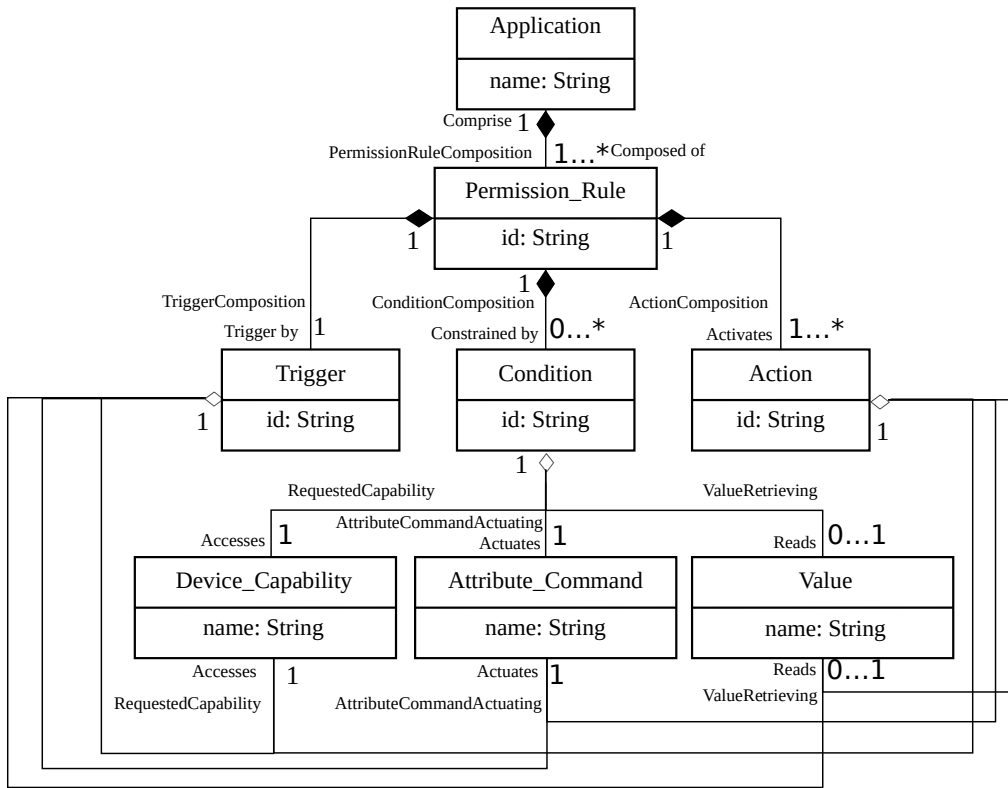 Application
name: String
Comprise 1
PermissionRuleComposition 1...* Composed of
Permission_Rule
id: String
1 1
1
TriggerComposition ConditionComposition ActionComposition
Trigger by 1 Constrained by 0...* Activates 1...*
Trigger Condition Action
id: String id: String id: String
1 1
1
RequestedCapability ValueRetrieving
AttributeCommandActuating
Accesses 1 Actuates 1 Reads 0...1
Device_Capability Attribute_Command Value
name: String name: String name: String
Accesses 1 Actuates 1 Reads 0...1
RequestedCapability AttributeCommandActuating ValueRetrieving